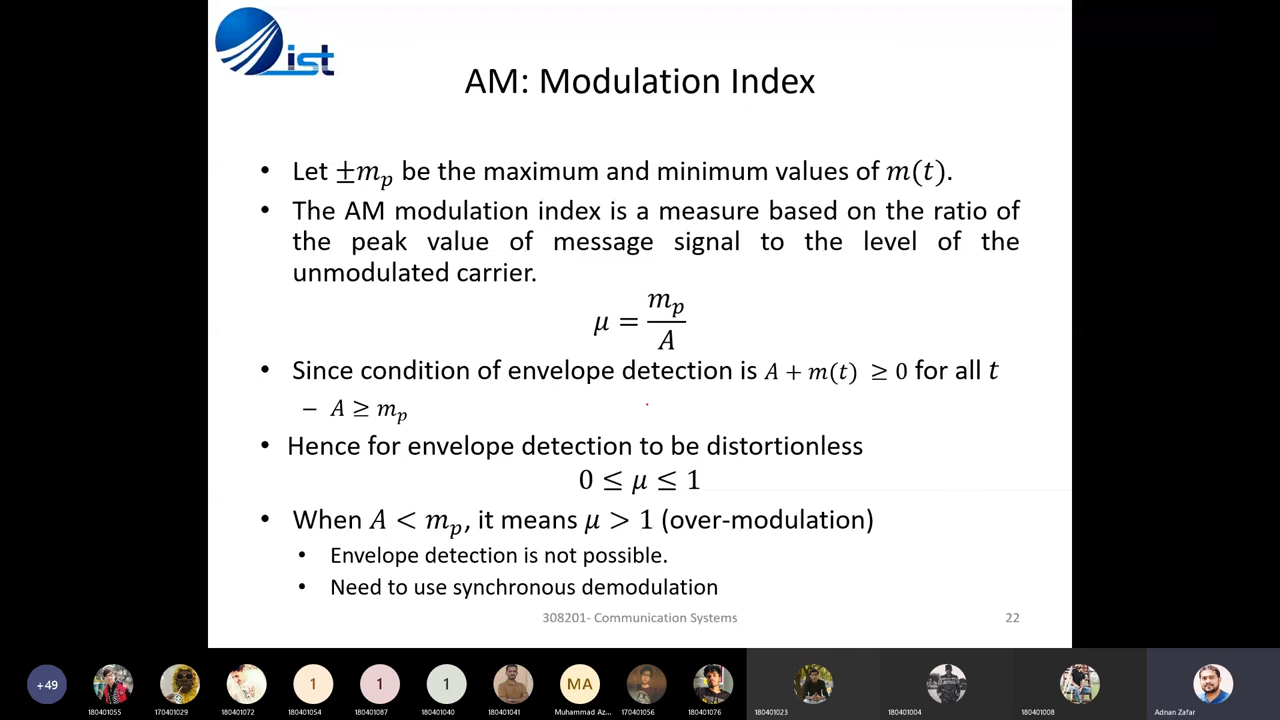 ist
AM: Modulation Index
• Let ±mₚ be the maximum and minimum values of m(t).
• The AM modulation index is a measure based on the ratio of
the peak value of message signal to the level of the
unmodulated carrier.
μ = mₚ/A
• Since condition of envelope detection is A + m(t) ≥ 0 for all t
– A ≥ mₚ
• Hence for envelope detection to be distortionless
0 ≤ μ ≤ 1
• When A < mₚ, it means μ > 1 (over-modulation)
• Envelope detection is not possible.
• Need to use synchronous demodulation
308201- Communication Systems 22
+49 1 1 1 MA
180401055 170401029 180401072 180401054 180401087 180401040 180401041 Muhammad Az... 170401056 180401076 180401023 180401004 180401008 Adnan Zafar